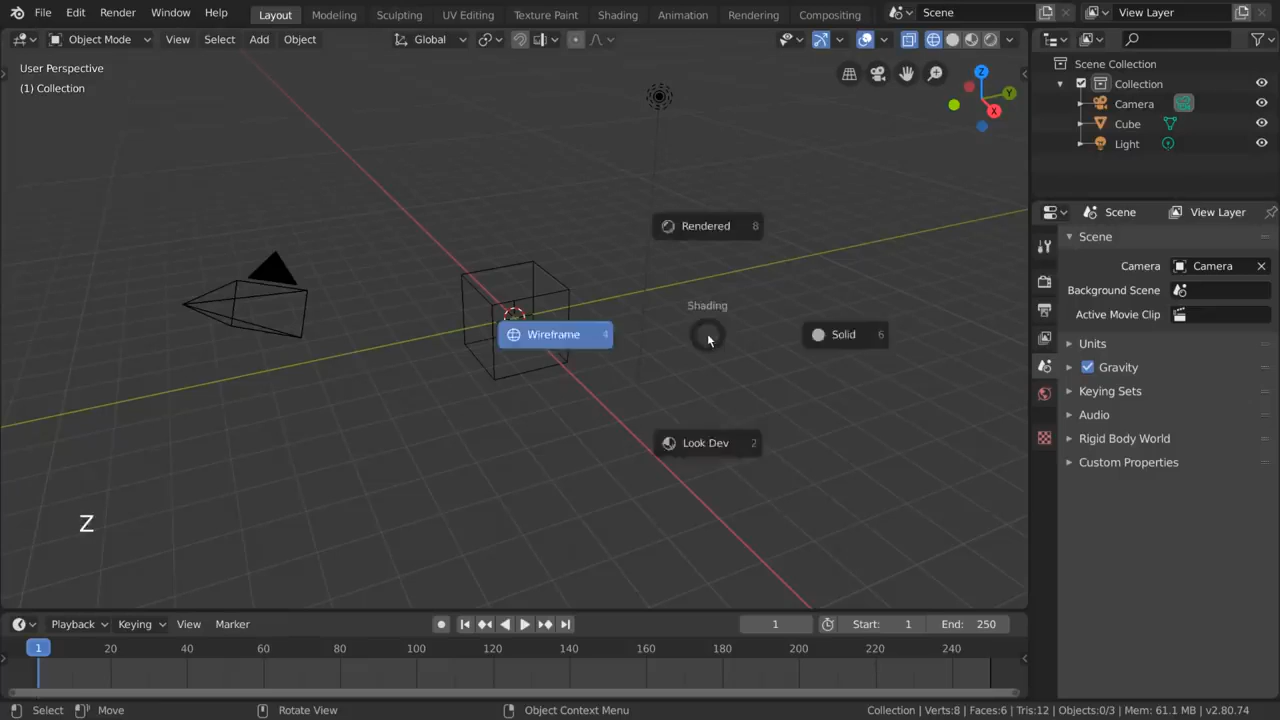 File Edit Render Window Help Layout Modeling Sculpting UV Editing Texture Paint Shading Animation Rendering Compositing Scene View Layer
Object Mode View Select Add Object Global
User Perspective
(1) Collection
Z
Y
X
Scene Collection
Collection
Camera
Cube
Light
Rendered 8
Shading
Wireframe 4
Solid 6
Look Dev 2
Z
Scene View Layer
Scene
Camera Camera
Background Scene
Active Movie Clip
Units
Gravity
Keying Sets
Audio
Rigid Body World
Custom Properties
Playback Keying View Marker 1 Start: 1 End: 250
1 20 40 60 80 100 120 140 160 180 200 220 240
Select Move Rotate View Object Context Menu Collection | Verts:8 | Faces:6 | Tris:12 | Objects:0/3 | Mem: 61.1 MB | v2.80.74